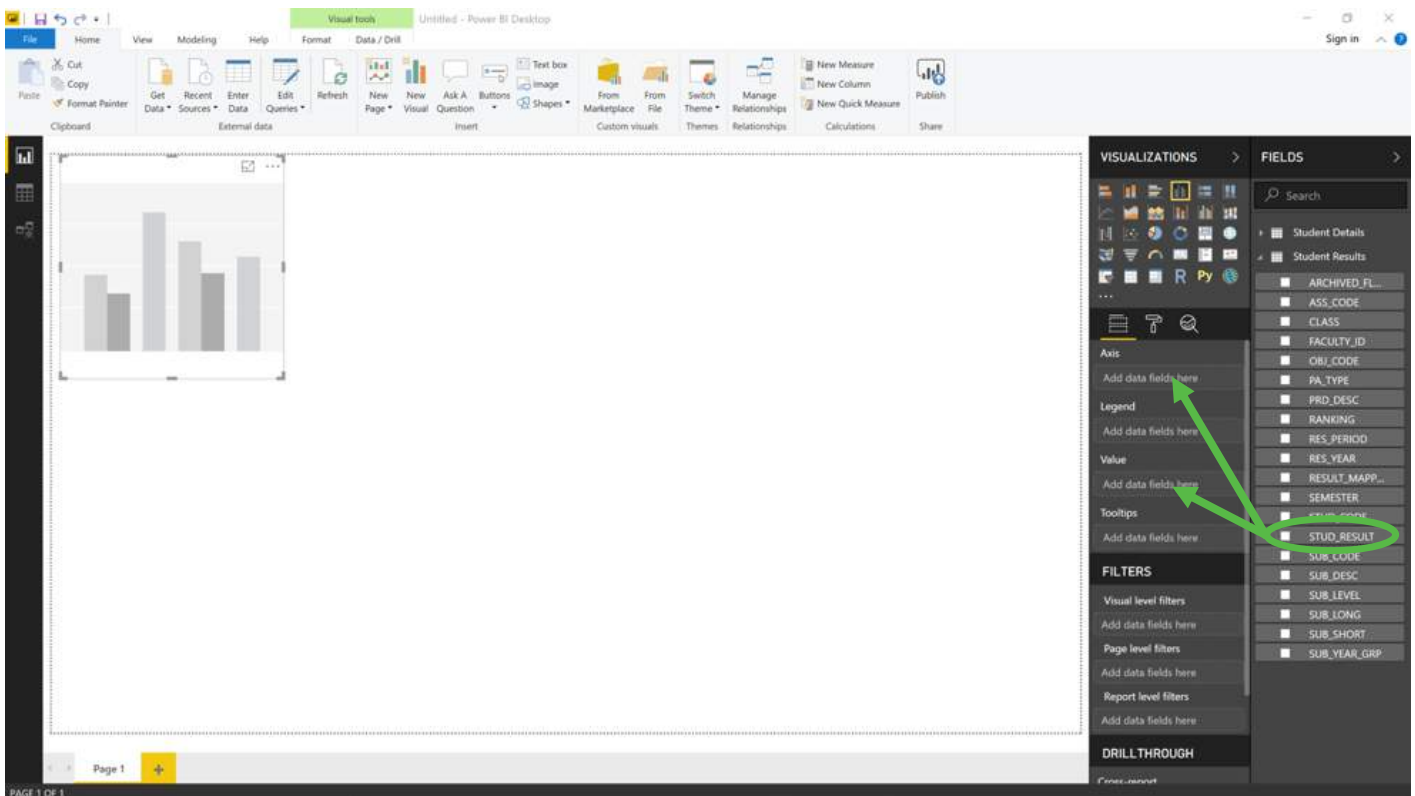 Visual tools
Untitled - Power BI Desktop
File
Home
View
Modeling
Help
Format
Data / Drill
Sign in
Paste
Cut
Copy
Format Painter
Clipboard
Get Data
Recent Sources
Enter Data
Edit Queries
External data
Refresh
New Page
New Visual
Ask A Question
Buttons
Text box
Image
Shapes
Insert
From Marketplace
From File
Custom visuals
Switch Theme
Themes
Manage Relationships
Relationships
New Measure
New Column
New Quick Measure
Calculations
Publish
Share
VISUALIZATIONS
R Py
Axis
Add data fields here
Legend
Add data fields here
Value
Add data fields here
Tooltips
Add data fields here
FILTERS
Visual level filters
Add data fields here
Page level filters
Add data fields here
Report level filters
Add data fields here
DRILLTHROUGH
Cross-report
FIELDS
Search
Student Details
Student Results
ARCHIVED_FL...
ASS_CODE
CLASS
FACULTY_ID
OBJ_CODE
PA_TYPE
PRD_DESC
RANKING
RES_PERIOD
RES_YEAR
RESULT_MAPP...
SEMESTER
STUD_CODE
STUD_RESULT
SUB_CODE
SUB_DESC
SUB_LEVEL
SUB_LONG
SUB_SHORT
SUB_YEAR_GRP
Page 1
PAGE 1 OF 1